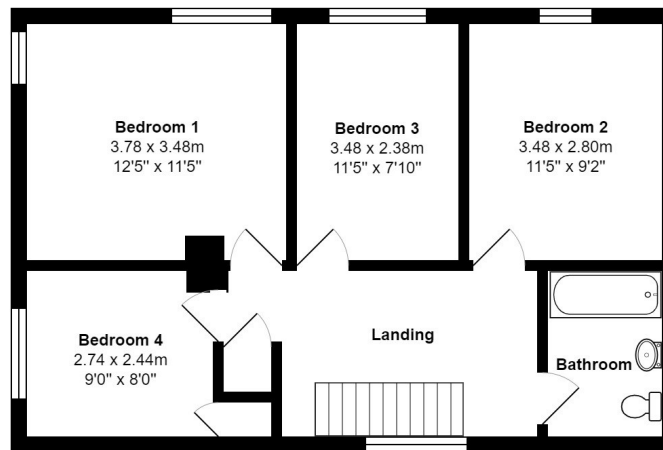 Bedroom 1
3.78 x 3.48m
12'5" x 11'5"
Bedroom 3
3.48 x 2.38m
11'5" x 7'10"
Bedroom 2
3.48 x 2.80m
11'5" x 9'2"
Bedroom 4
2.74 x 2.44m
9'0" x 8'0"
Landing
Bathroom